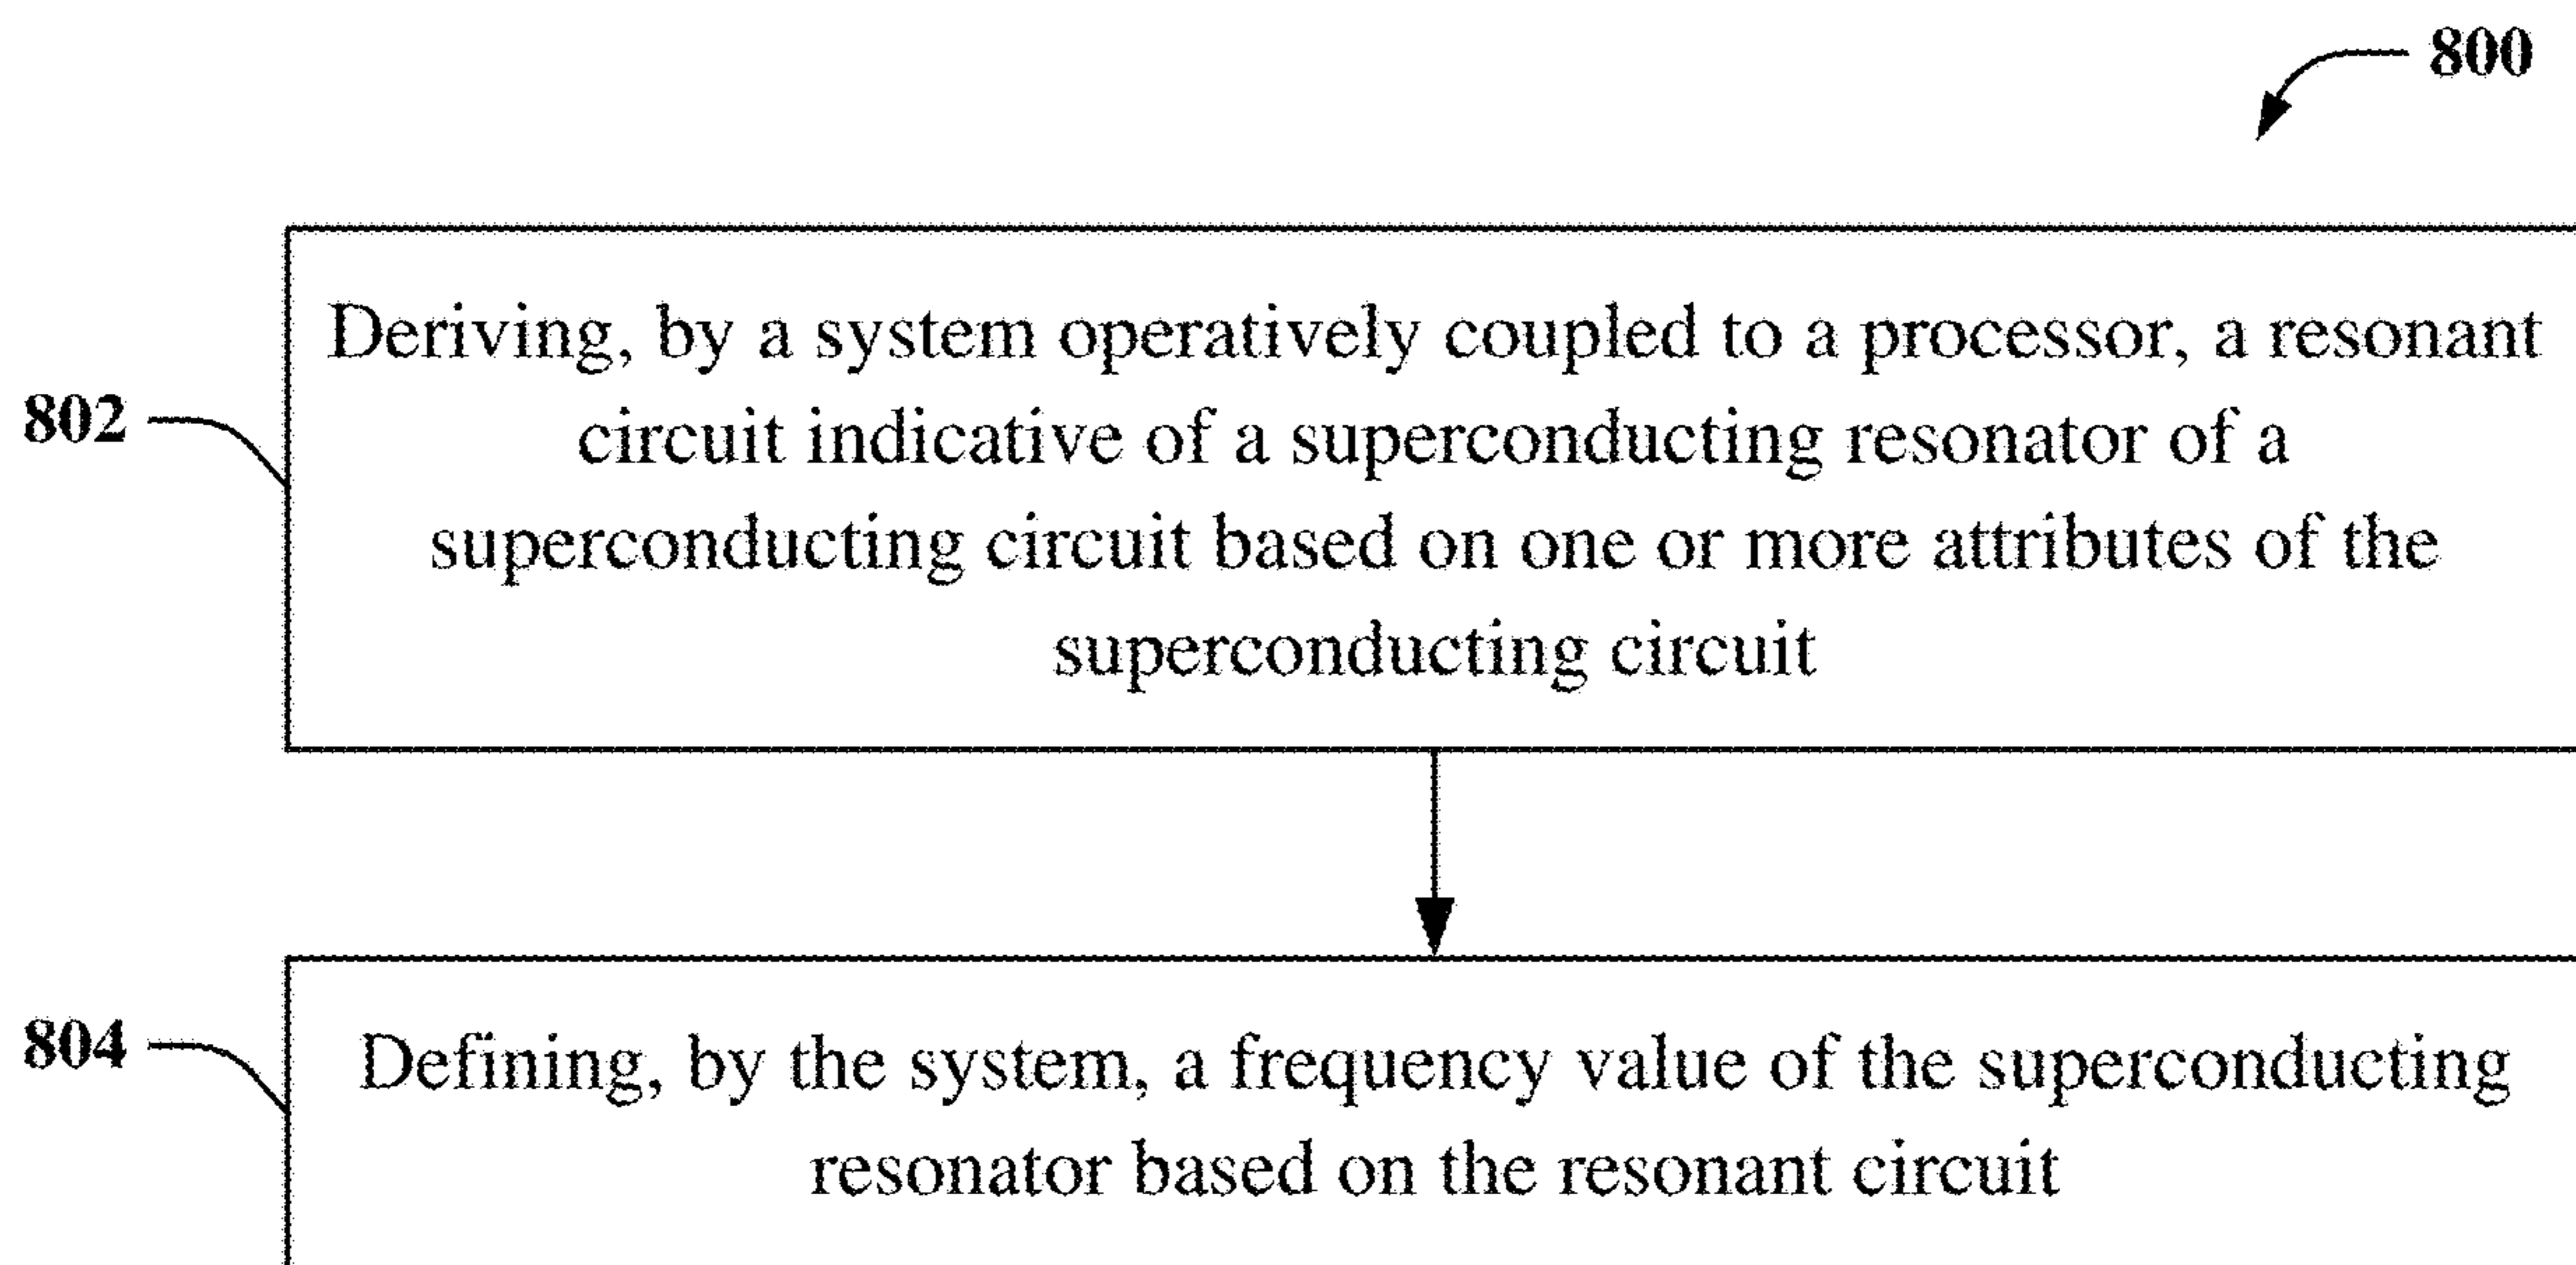 800
802
Deriving, by a system operatively coupled to a processor, a resonant
circuit indicative of a superconducting resonator of a
superconducting circuit based on one or more attributes of the
superconducting circuit
804
Defining, by the system, a frequency value of the superconducting
resonator based on the resonant circuit